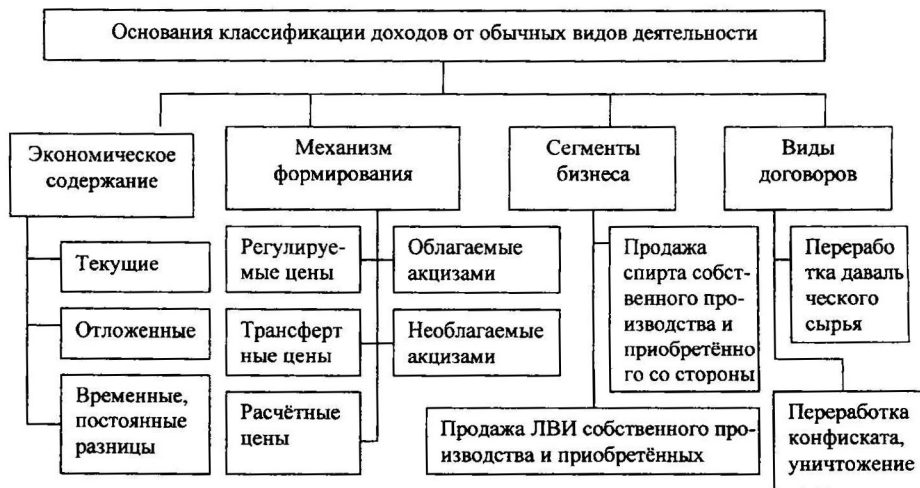 Основания классификации доходов от обычных видов деятельности
Экономическое
содержание
Механизм
формирования
Сегменты
бизнеса
Виды
договоров
Текущие
Отложенные
Временные,
постоянные
разницы
Регулируе-
мые цены
Трансферт
ные цены
Расчётные
цены
Облагаемые
акцизами
Необлагаемые
акцизами
Продажа
спирта собст-
венного про-
изводства и
приобретённо
го со стороны
Продажа ЛВИ собственного про-
изводства и приобретённых
Перерабо
тка даваль
ческого
сырья
Переработка
конфиската,
уничтожение